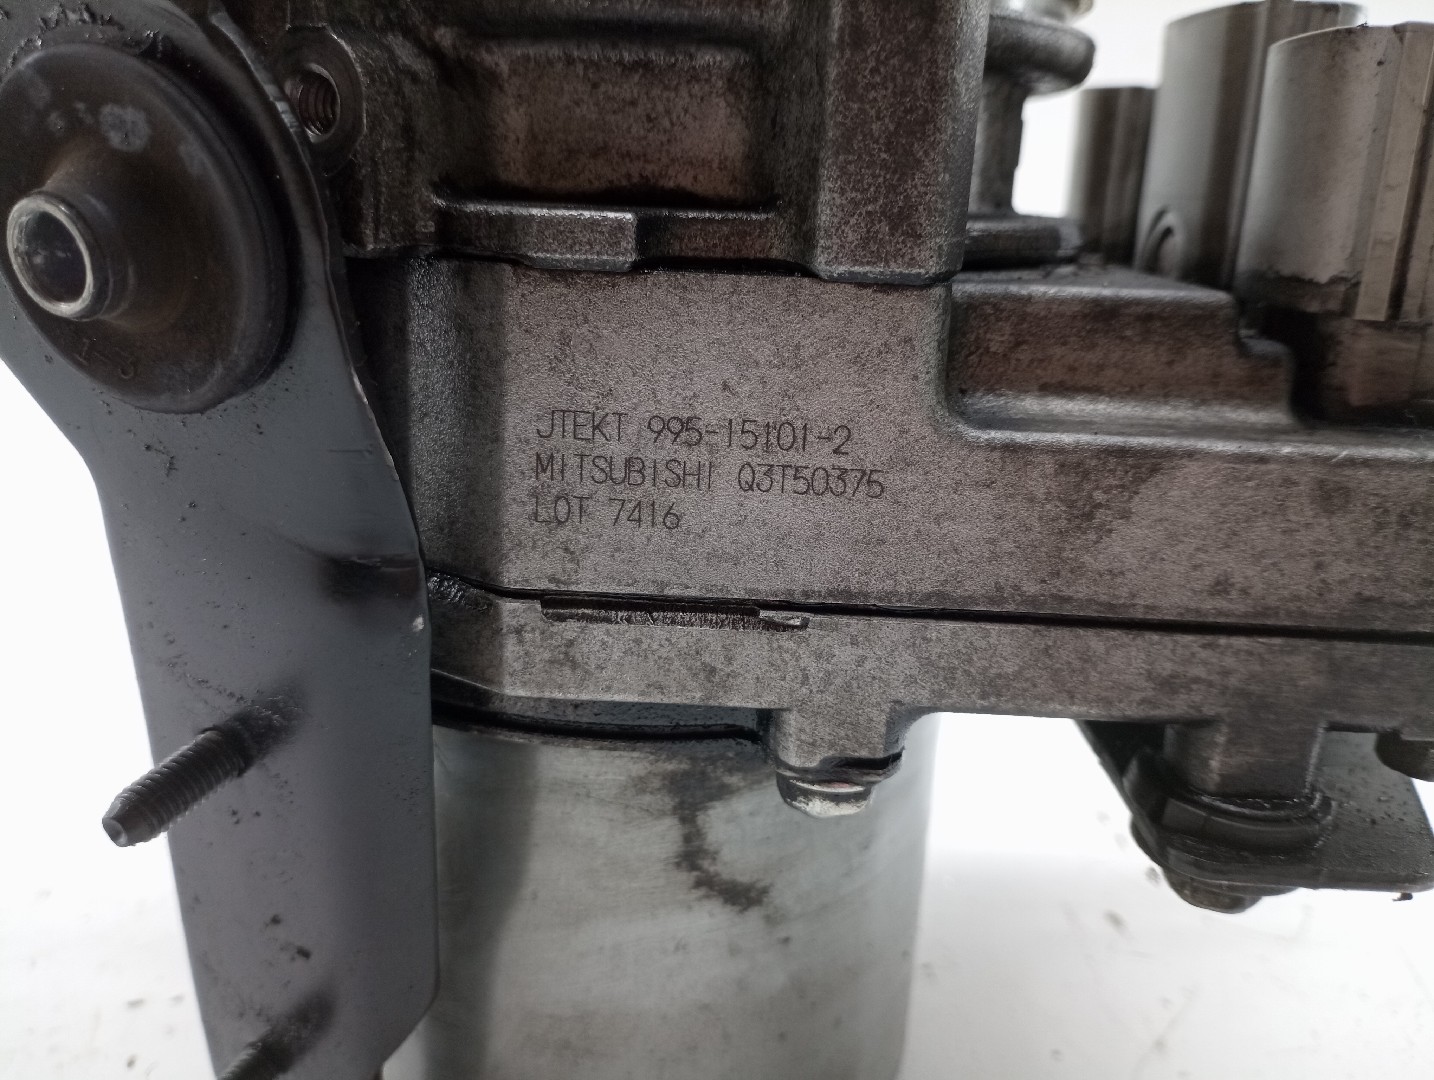 JTEKT 995-15101-2
MITSUBISHI Q3T50375
LOT 7416